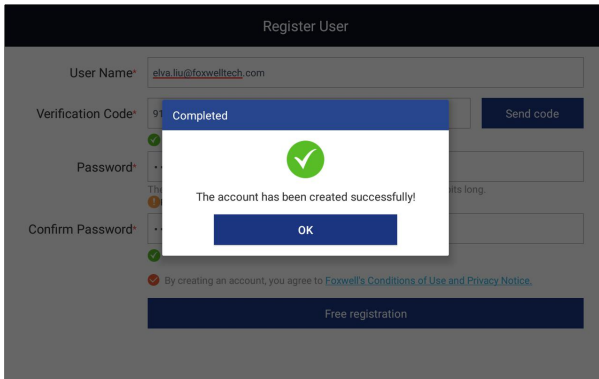 Register User
User Name*
elva.liu@foxwelltech.com
Verification Code*
91
Send code
Completed
The account has been created successfully!
OK
Password*
The
bits long.
Confirm Password*
By creating an account, you agree to Foxwell's Conditions of Use and Privacy Notice.
Free registration